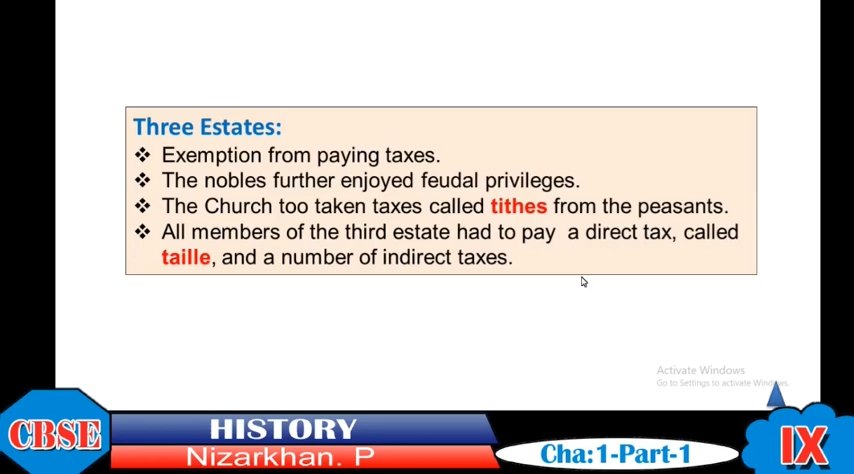 Three Estates:
❖ Exemption from paying taxes.
❖ The nobles further enjoyed feudal privileges.
❖ The Church too taken taxes called tithes from the peasants.
❖ All members of the third estate had to pay a direct tax, called
taille, and a number of indirect taxes.
Activate Windows
Go to Settings to activate Windows.
CBSE
HISTORY
Nizarkhan. P
Cha:1-Part-1
IX